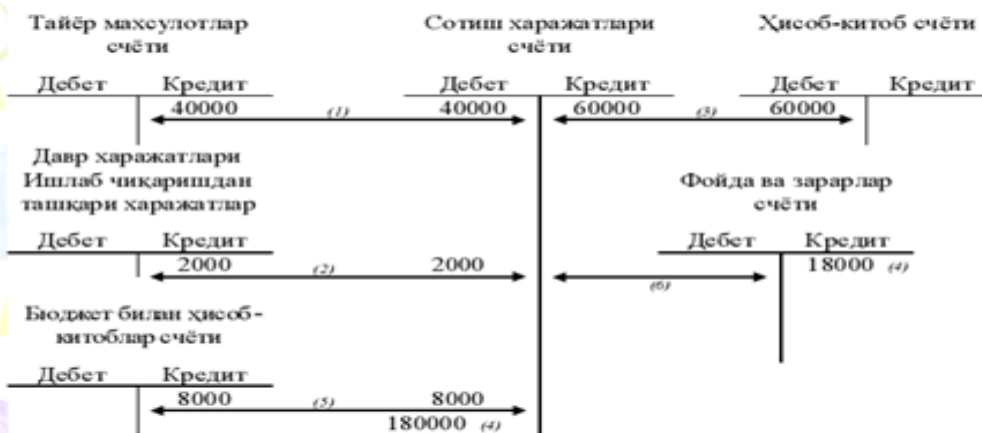 Тайёр махсулотлар
счёти
Сотиш харажатлари
счёти
Ҳисоб-китоб счёти
Дебет Кредит
Дебет Кредит
Дебет Кредит
40000 (1) 40000 60000 (3) 60000
Давр харажатлари
Ишлаб чиқаришдан
ташқари харажатлар
Фойда ва зарарлар
счёти
Дебет Кредит
Дебет Кредит
2000 (2) 2000
(6)
18000 (4)
Бюджет билан ҳисоб-
китоблар счёти
Дебет Кредит
8000 (5) 8000
180000 (4)